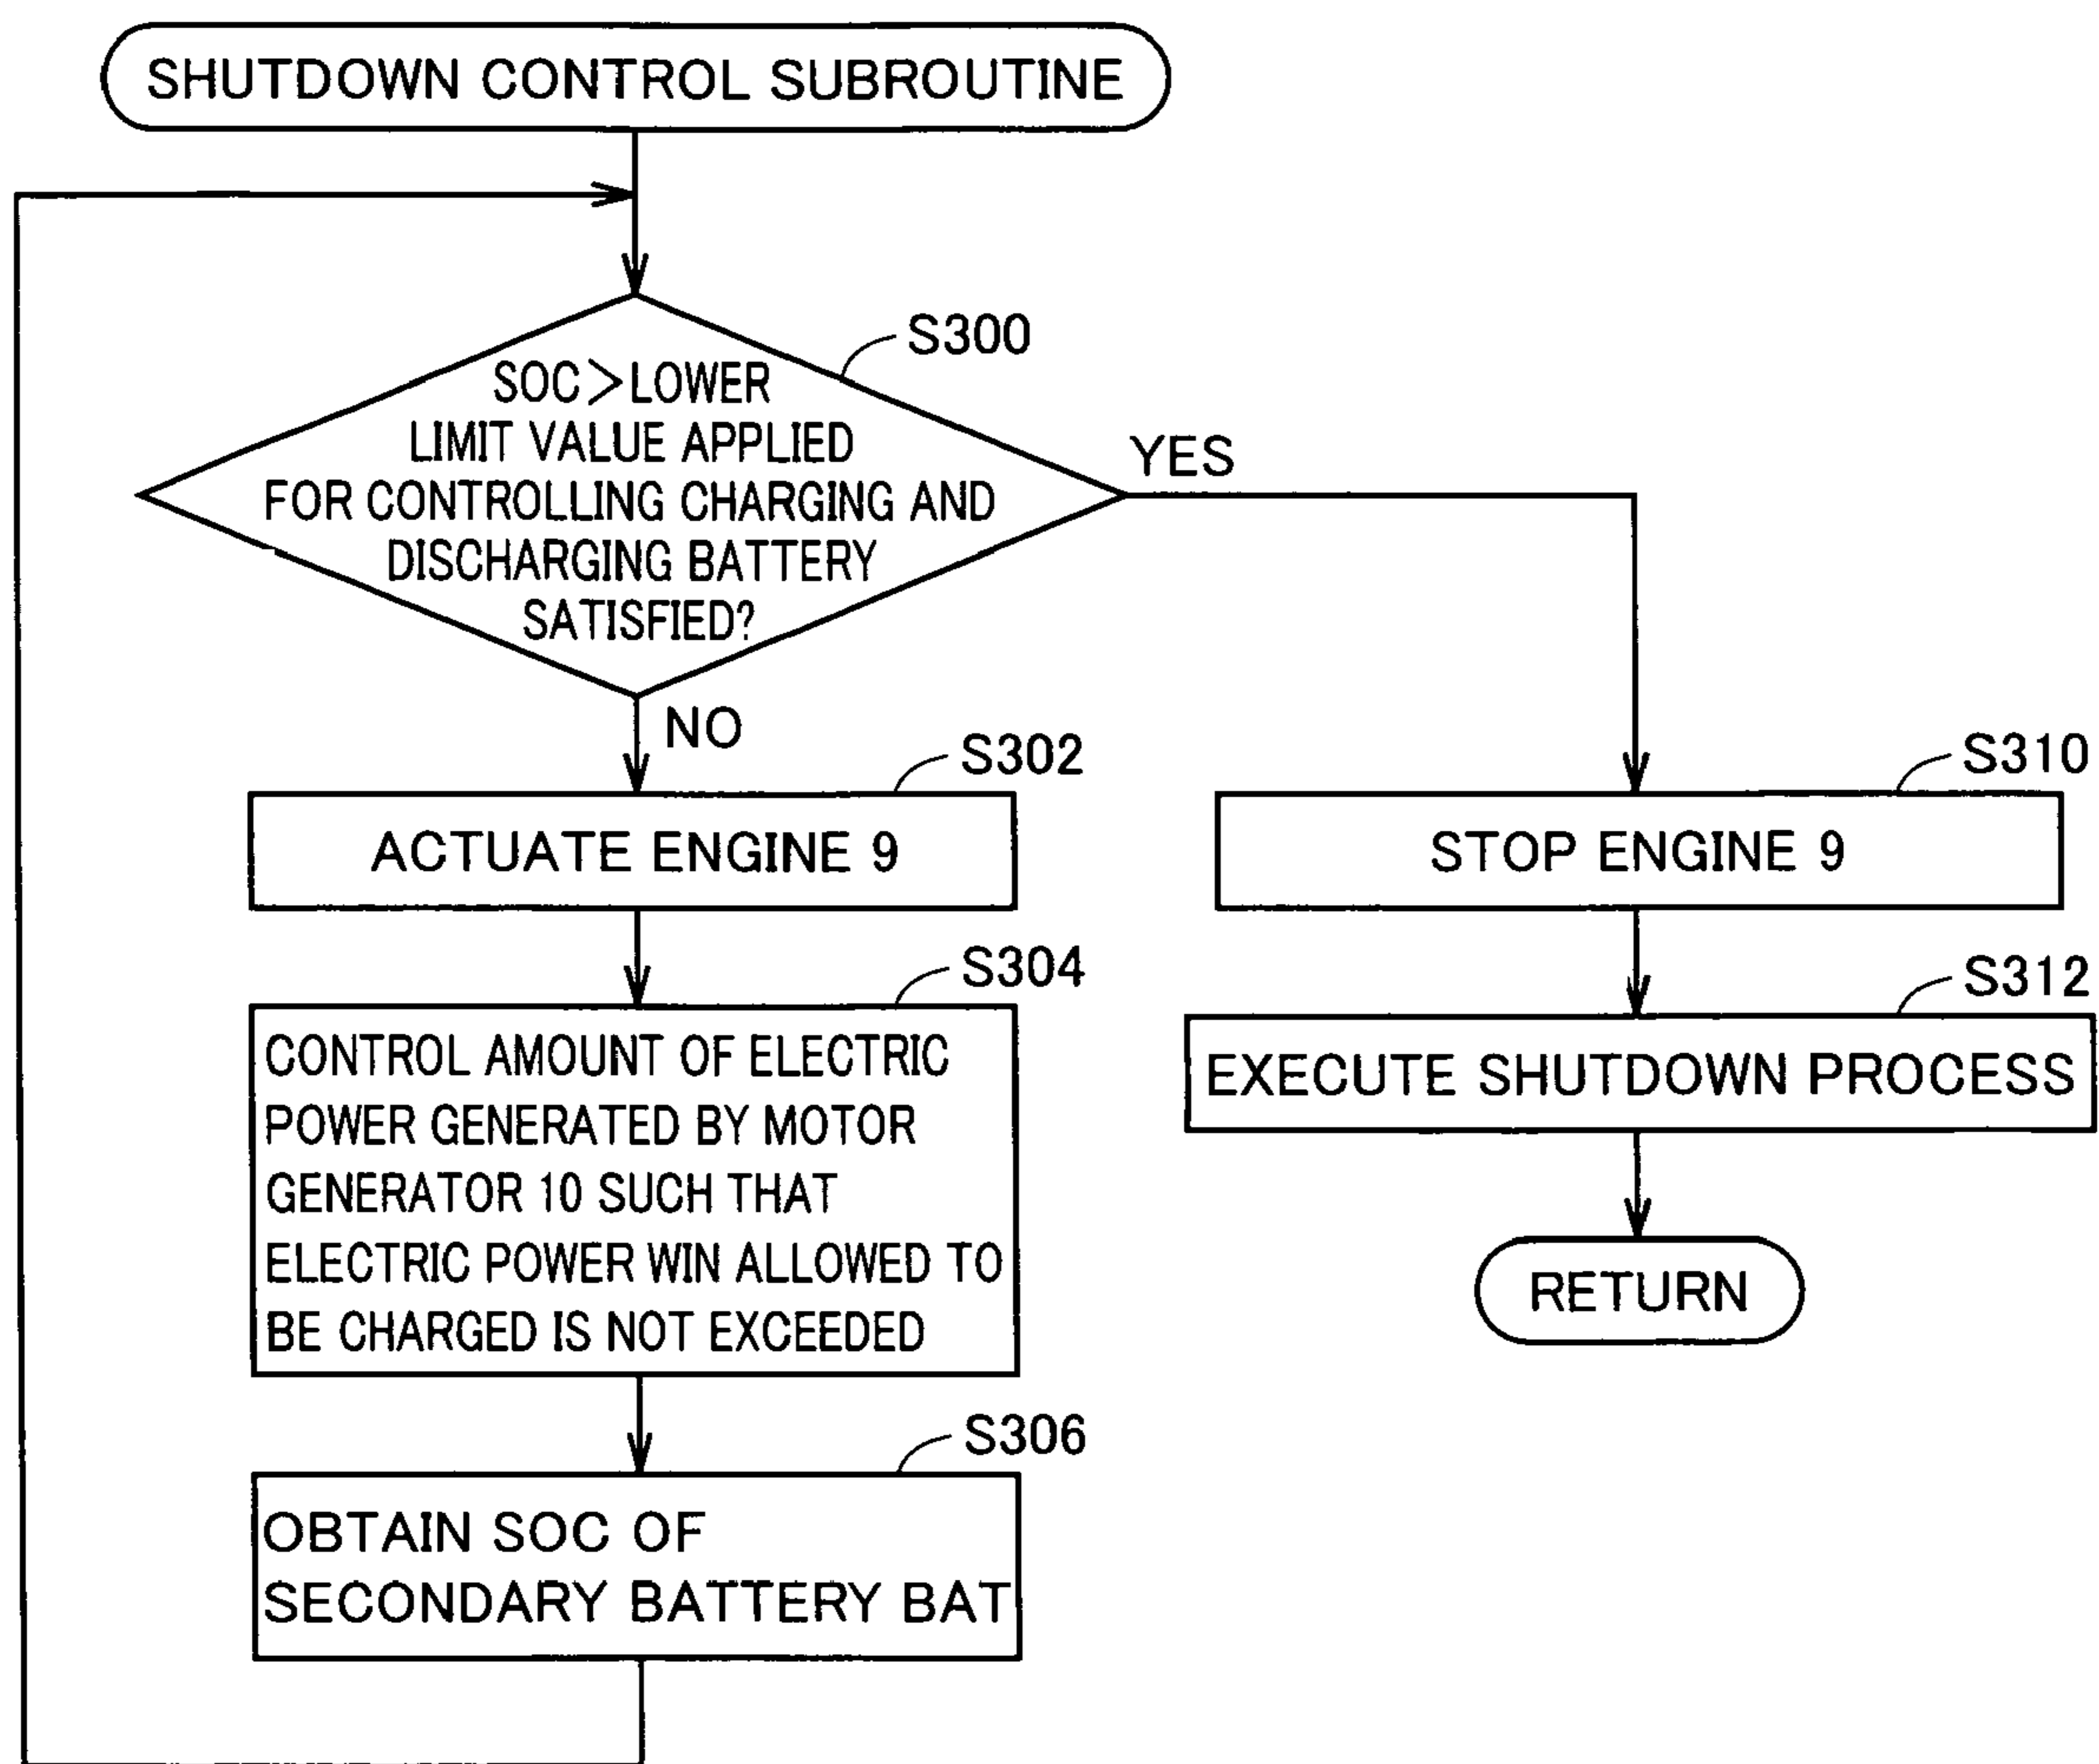 SHUTDOWN CONTROL SUBROUTINE
S300
SOC>LOWER
LIMIT VALUE APPLIED
FOR CONTROLLING CHARGING AND
DISCHARGING BATTERY
SATISFIED?
YES
NO
S302
ACTUATE ENGINE 9
S304
CONTROL AMOUNT OF ELECTRIC
POWER GENERATED BY MOTOR
GENERATOR 10 SUCH THAT
ELECTRIC POWER WIN ALLOWED TO
BE CHARGED IS NOT EXCEEDED
S306
OBTAIN SOC OF
SECONDARY BATTERY BAT
S310
STOP ENGINE 9
S312
EXECUTE SHUTDOWN PROCESS
RETURN